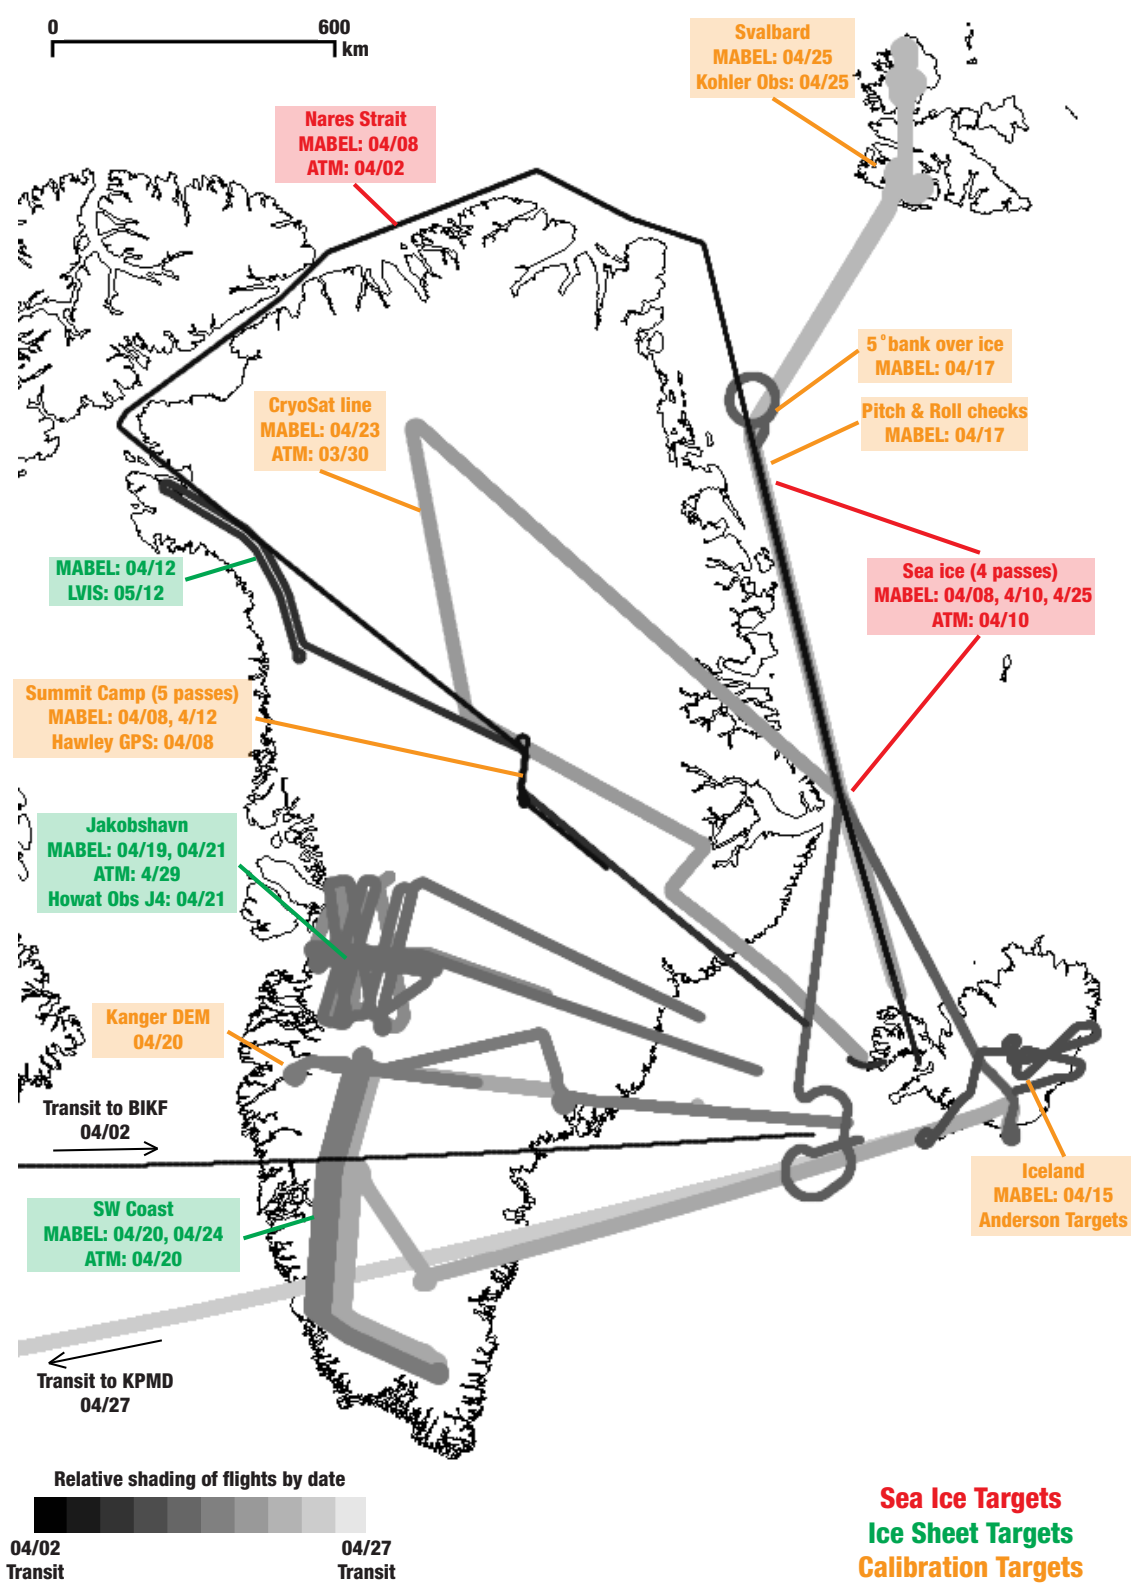 0
600
km
Svalbard
MABEL: 04/25
Kohler Obs: 04/25
Nares Strait
MABEL: 04/08
ATM: 04/02
5˚bank over ice
MABEL: 04/17
CryoSat line
MABEL: 04/23
ATM: 03/30
Pitch & Roll checks
MABEL: 04/17
MABEL: 04/12
LVIS: 05/12
Sea ice (4 passes)
MABEL: 04/08, 4/10, 4/25
ATM: 04/10
Summit Camp (5 passes)
MABEL: 04/08, 4/12
Hawley GPS: 04/08
Jakobshavn
MABEL: 04/19, 04/21
ATM: 4/29
Howat Obs J4: 04/21
Kanger DEM
04/20
Transit to BIKF
04/02
Iceland
MABEL: 04/15
Anderson Targets
SW Coast
MABEL: 04/20, 04/24
ATM: 04/20
Transit to KPMD
04/27
Relative shading of flights by date
04/02
Transit
04/27
Transit
Sea Ice Targets
Ice Sheet Targets
Calibration Targets